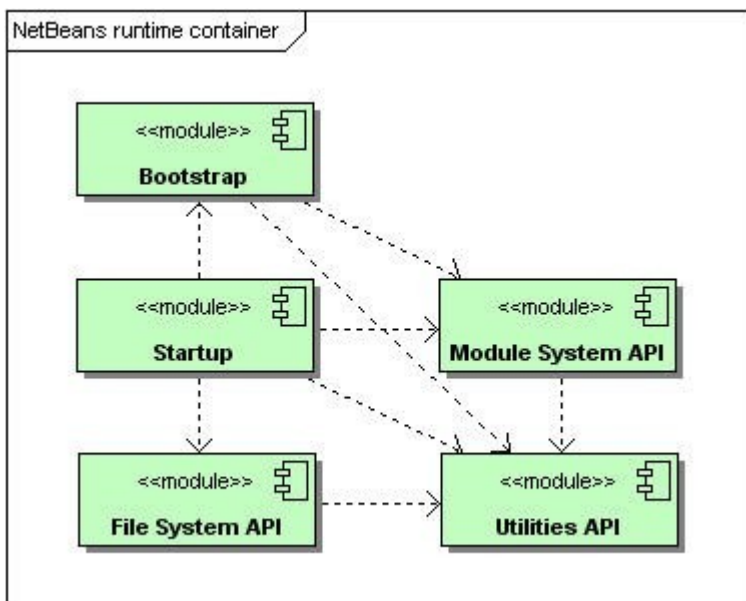 NetBeans runtime container
<<module>>
Bootstrap
<<module>>
Startup
<<module>>
Module System API
<<module>>
File System API
<<module>>
Utilities API